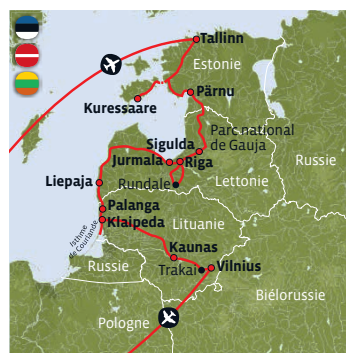 Tallinn
Estonie
Pärnu
Kuressaare
Parc national
de Gauja
Sigulda
Jurmala
Riga
Russie
Liepaja
Rundale
Lettonie
Palanga
Klaipeda
Isthme
de Courlande
Lituanie
Kaunas
Russie
Trakai
Vilnius
Biélorussie
Pologne